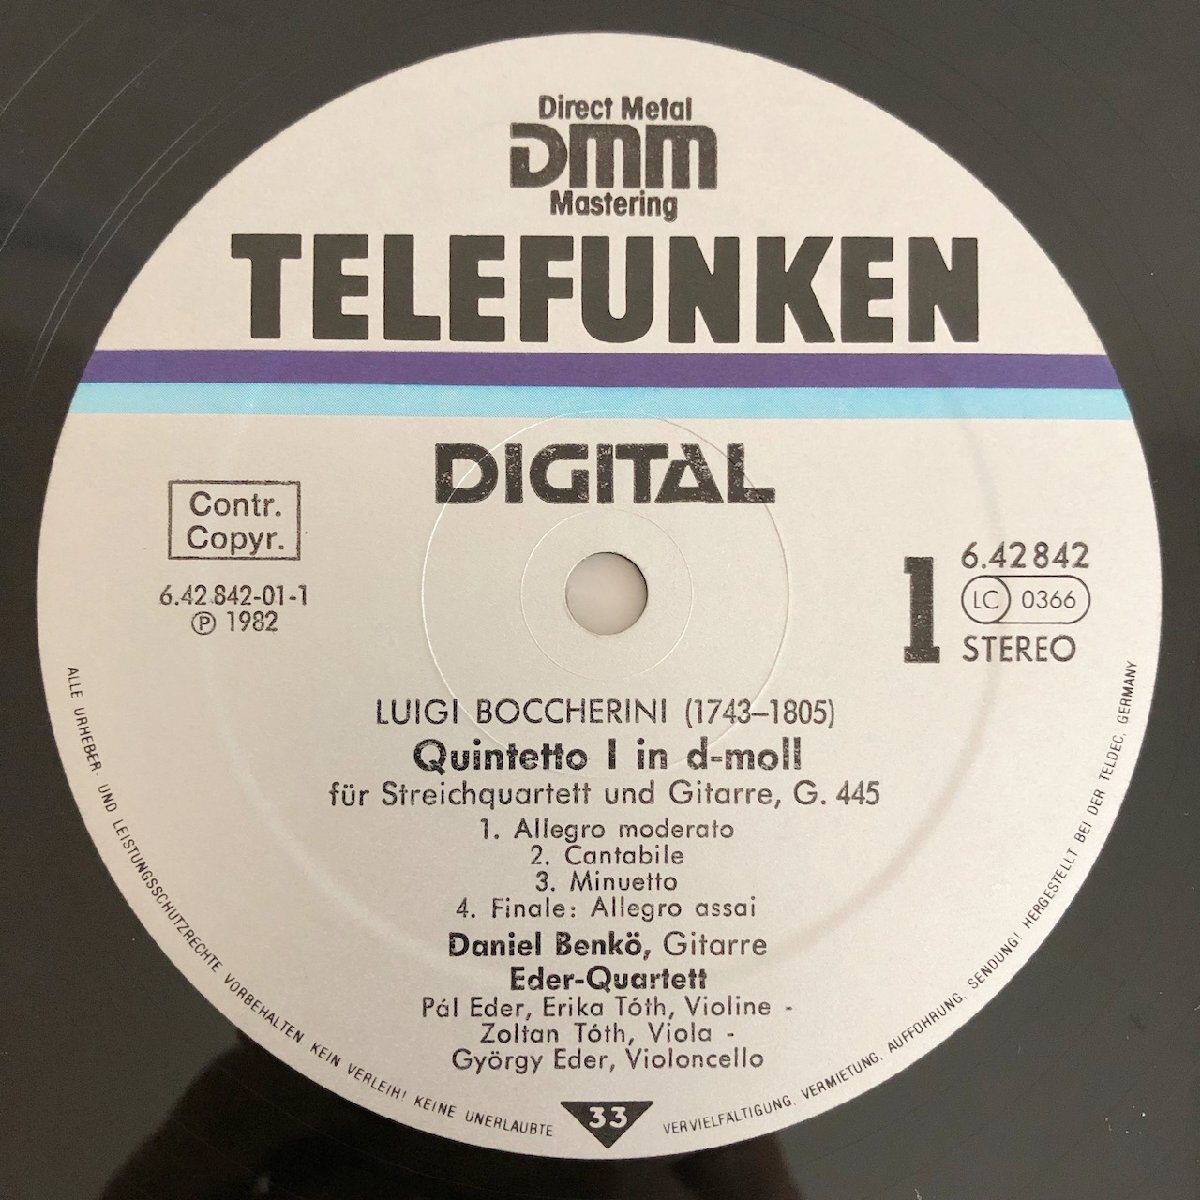 Direct Metal
DMM
Mastering
TELEFUNKEN
DIGITAL
Contr.
Copyr.
6.42.842-01-1
Ⓟ 1982
1
6.42842
LC 0366
STEREO
LUIGI BOCCHERINI (1743–1805)
Quintetto I in d-moll
für Streichquartett und Gitarre, G. 445
1. Allegro moderato
2. Cantabile
3. Minuetto
4. Finale: Allegro assai
Daniel Benkö, Gitarre
Eder-Quartett
Pál Eder, Erika Tóth, Violine -
Zoltan Tóth, Viola -
György Eder, Violoncello
33
ALLE URHEBER- UND LEISTUNGSSCHUTZRECHTE VORBEHALTEN KEIN VERLEIH! KEINE UNERLAUBTE VERVIELFÄLTIGUNG, VERMIETUNG, AUFFÜHRUNG, SENDUNG! HERGESTELLT BEI DER TELDEC, GERMANY